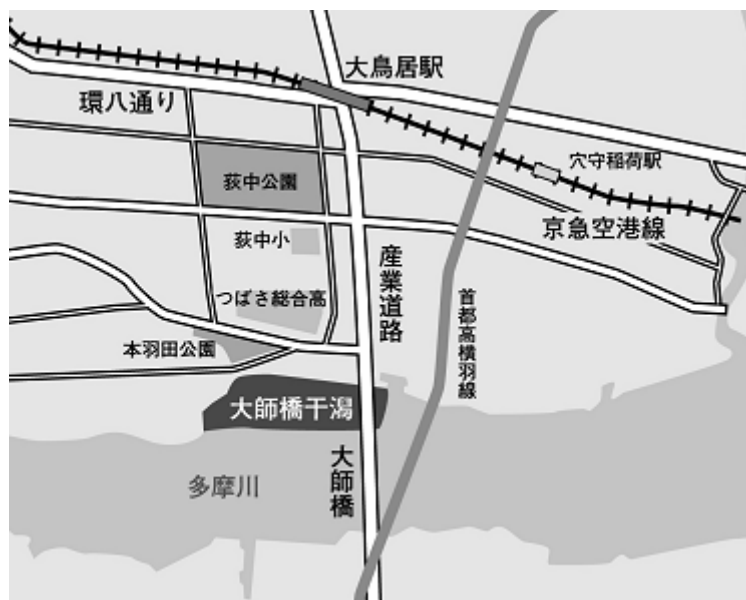 大鳥居駅
環八通り
穴守稲荷駅
荻中公園
京急空港線
荻中小
産業道路
つばさ総合高
首都高横羽線
本羽田公園
大師橋干潟
大師橋
多摩川